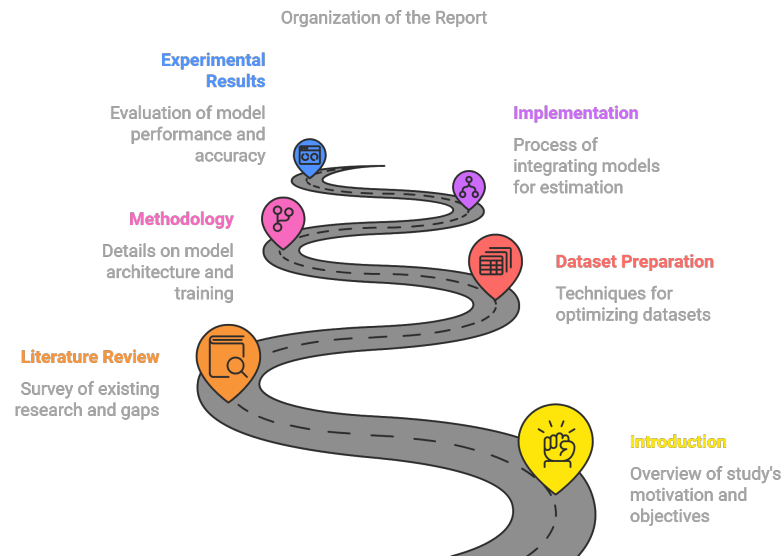 Organization of the Report
Experimental
Results
Evaluation of model
performance and
accuracy
Implementation
Process of
integrating models
for estimation
Methodology
Details on model
architecture and
training
Dataset Preparation
Techniques for
optimizing datasets
Literature Review
Survey of existing
research and gaps
Introduction
Overview of study's
motivation and
objectives